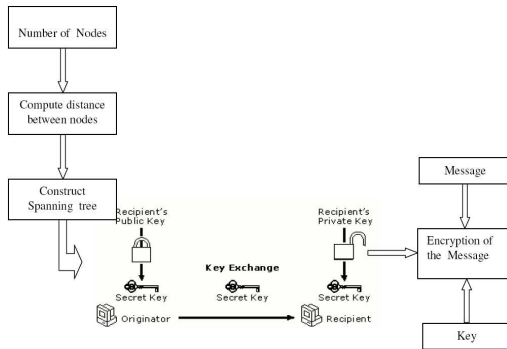 Number of Nodes
Compute distance
between nodes
Construct
Spanning tree
Recipient's
Public Key
Recipient's
Private Key
Key Exchange
Secret Key
Secret Key
Secret Key
Originator
Recipient
Message
Encryption of
the Message
Key